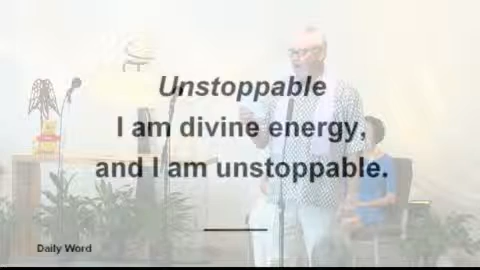 Unstoppable
I am divine energy,
and I am unstoppable.
Daily Word